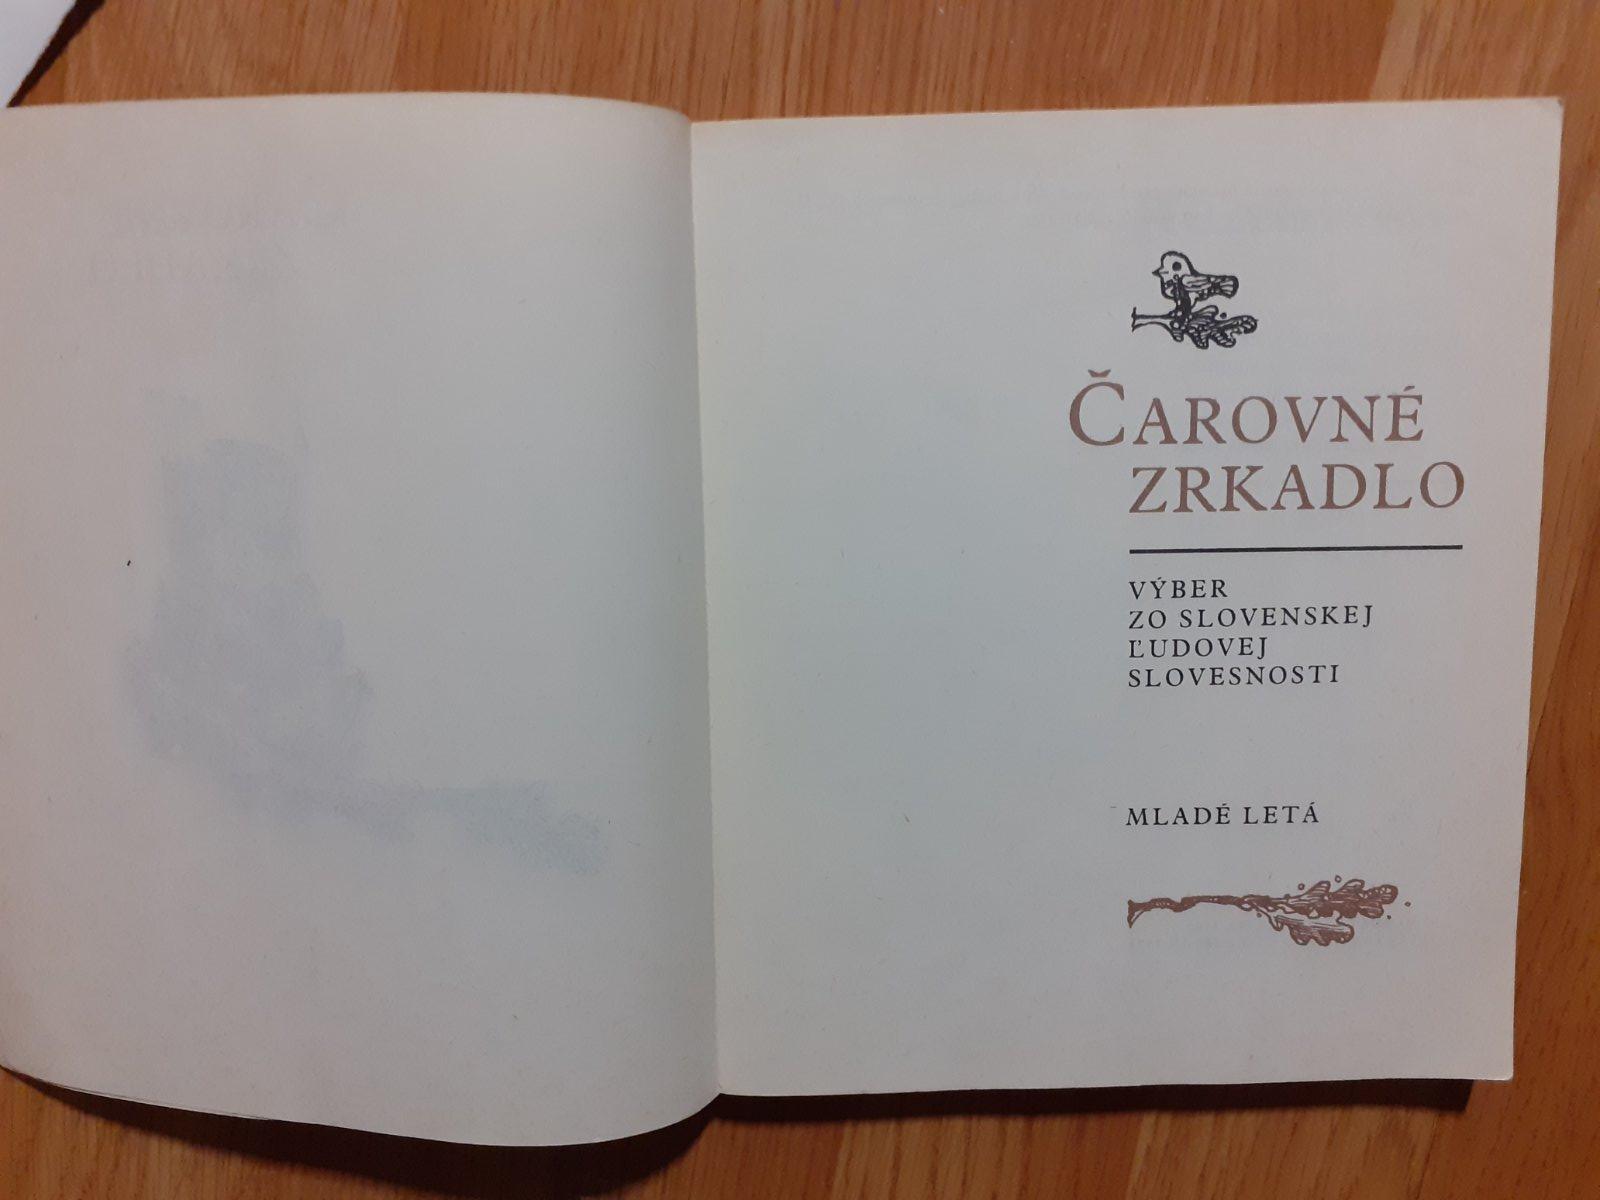 ČAROVNÉ
ZRKADLO
VÝBER
ZO SLOVENSKEJ
ĽUDOVEJ
SLOVESNOSTI
MLADÉ LETÁ